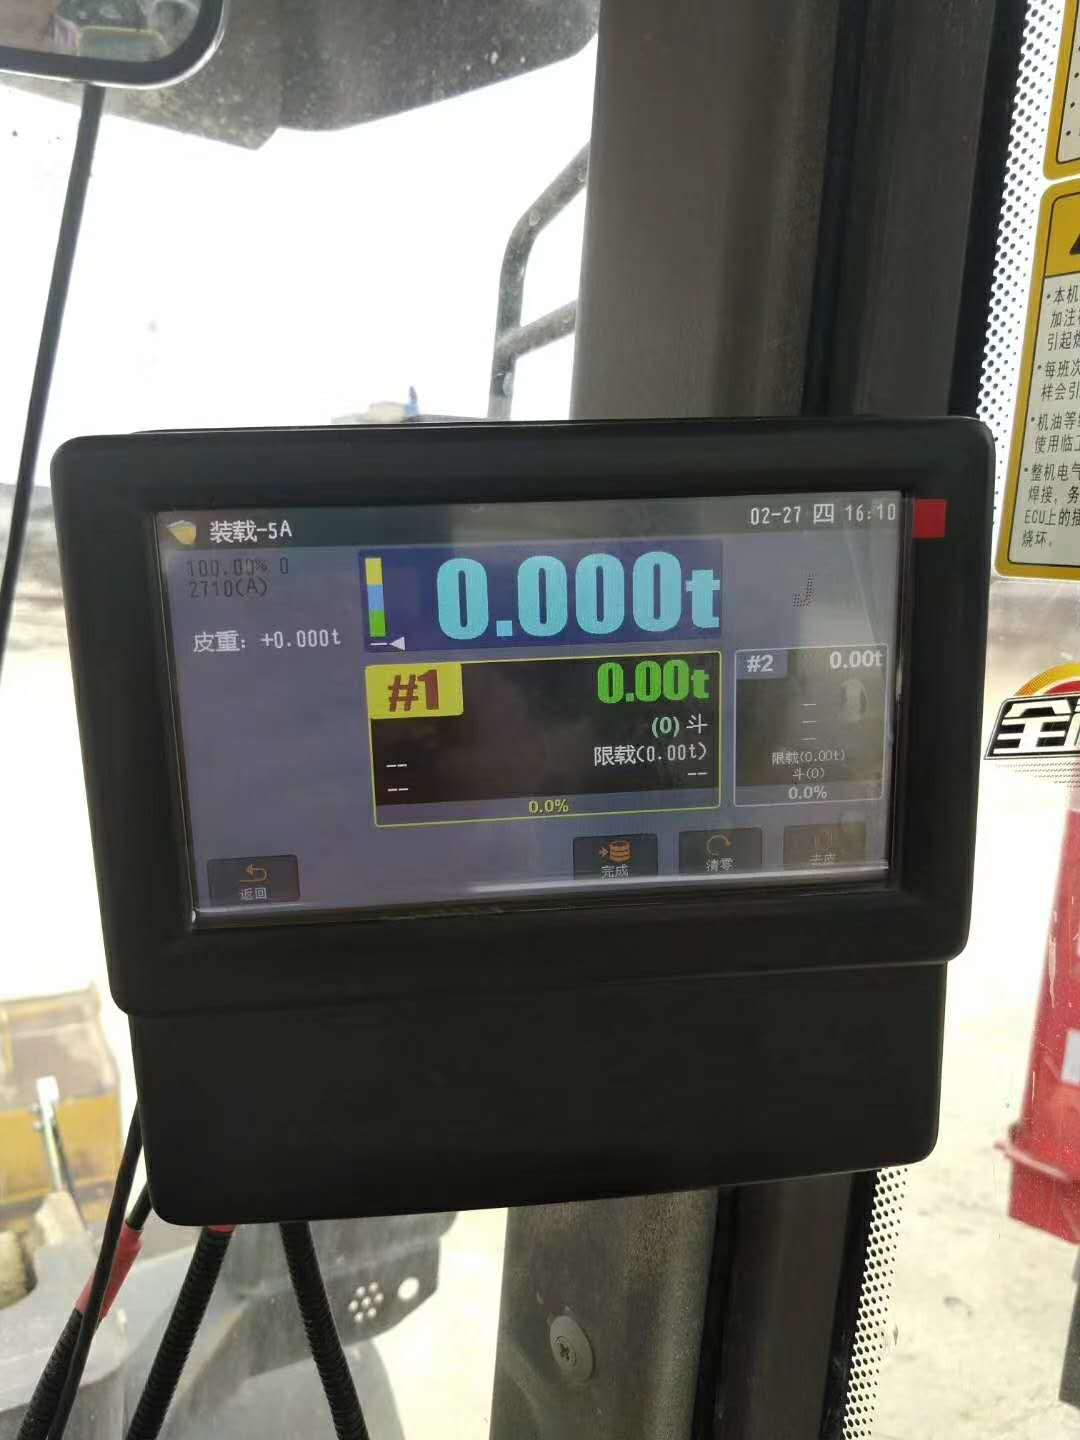 装载-5A
02-27 四 16:10
100.00% 0
2710(A)
皮重: +0.000t
0.000t
#1
0.00t
(0) 斗
限载(0.00t)
--
--
--
0.0%
#2
0.00t
限载(0.00t)
斗(0)
0.0%
返回
完成
清零
去皮
·本机
加注
引起
·每班次
样会引
·机油等
使用临
·整机电气
焊接，务
ECU上的插
烧坏。
全